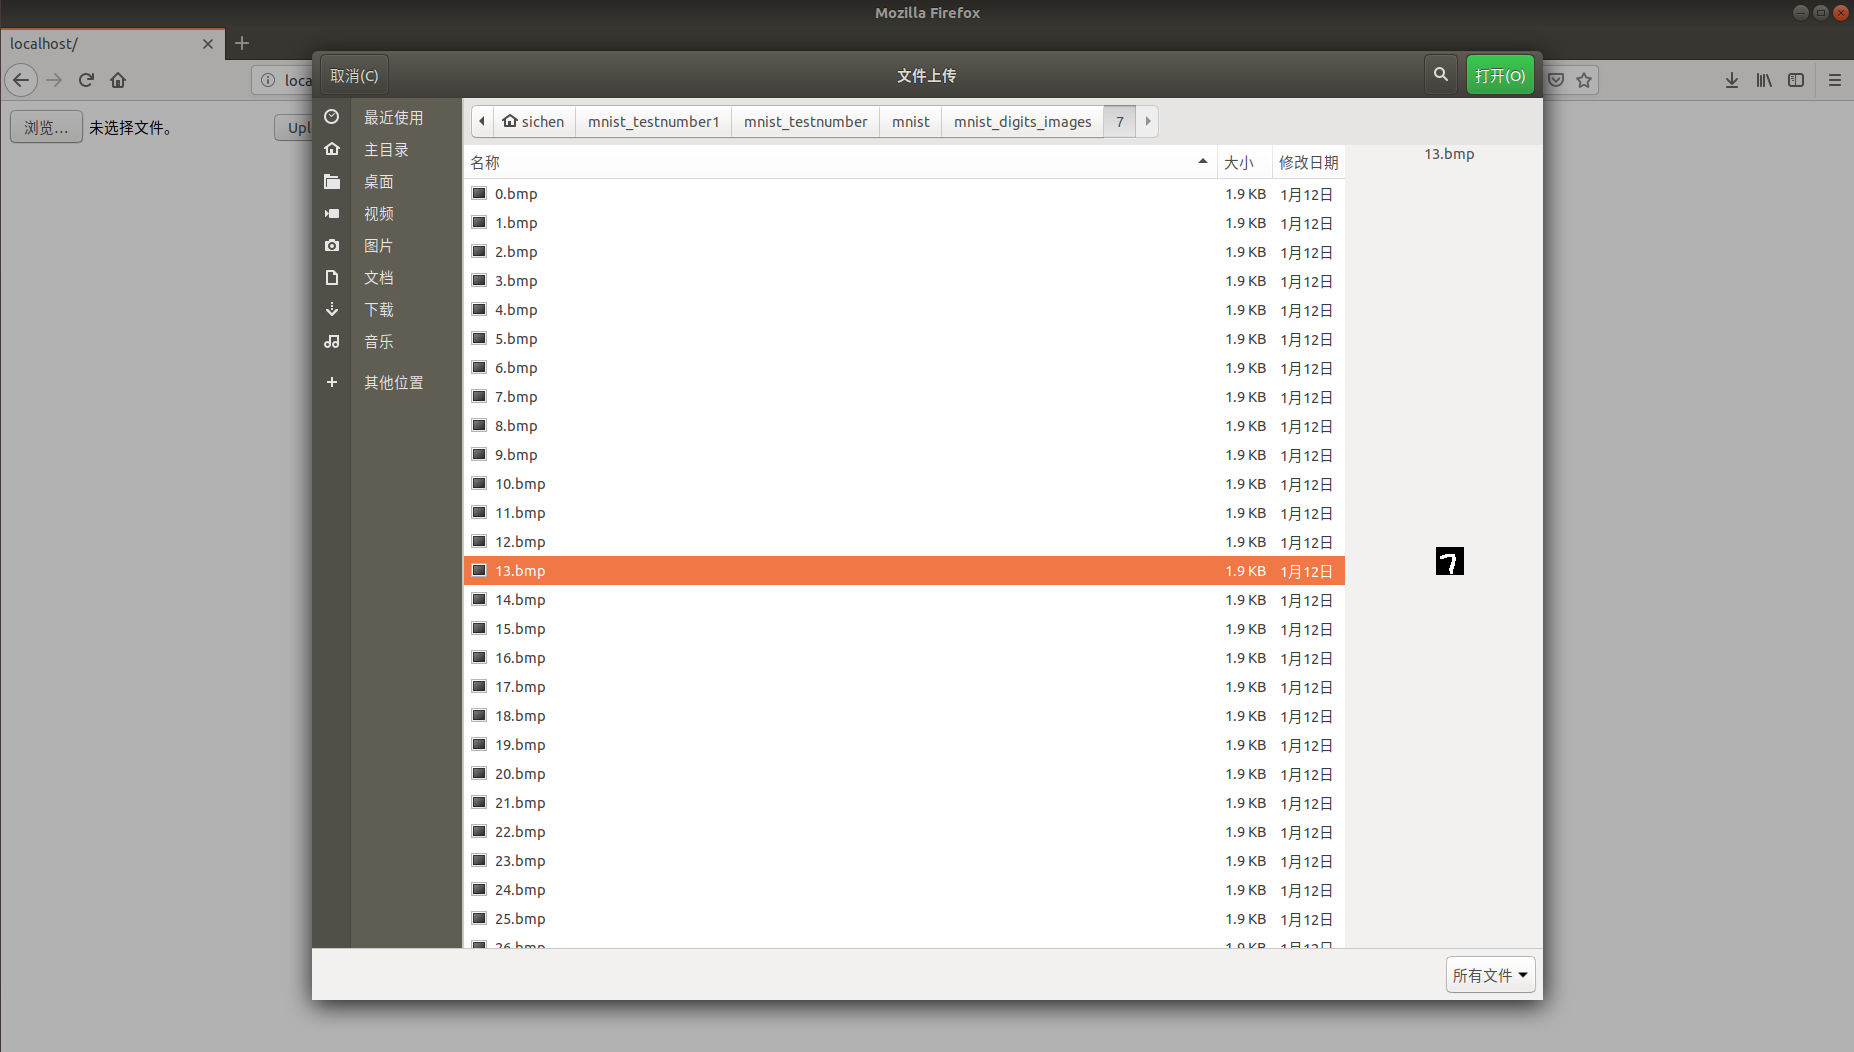 Mozilla Firefox
localhost/
loca
取消(C)
文件上传
打开(O)
浏览…
未选择文件。
Upl
最近使用
主目录
桌面
视频
图片
文档
下载
音乐
其他位置
sichen
mnist_testnumber1
mnist_testnumber
mnist
mnist_digits_images
7
名称 大小 修改日期
0.bmp 1.9 KB 1月12日
1.bmp 1.9 KB 1月12日
2.bmp 1.9 KB 1月12日
3.bmp 1.9 KB 1月12日
4.bmp 1.9 KB 1月12日
5.bmp 1.9 KB 1月12日
6.bmp 1.9 KB 1月12日
7.bmp 1.9 KB 1月12日
8.bmp 1.9 KB 1月12日
9.bmp 1.9 KB 1月12日
10.bmp 1.9 KB 1月12日
11.bmp 1.9 KB 1月12日
12.bmp 1.9 KB 1月12日
13.bmp 1.9 KB 1月12日
14.bmp 1.9 KB 1月12日
15.bmp 1.9 KB 1月12日
16.bmp 1.9 KB 1月12日
17.bmp 1.9 KB 1月12日
18.bmp 1.9 KB 1月12日
19.bmp 1.9 KB 1月12日
20.bmp 1.9 KB 1月12日
21.bmp 1.9 KB 1月12日
22.bmp 1.9 KB 1月12日
23.bmp 1.9 KB 1月12日
24.bmp 1.9 KB 1月12日
25.bmp 1.9 KB 1月12日
26.bmp 1.9 KB 1月12日
13.bmp
7
所有文件